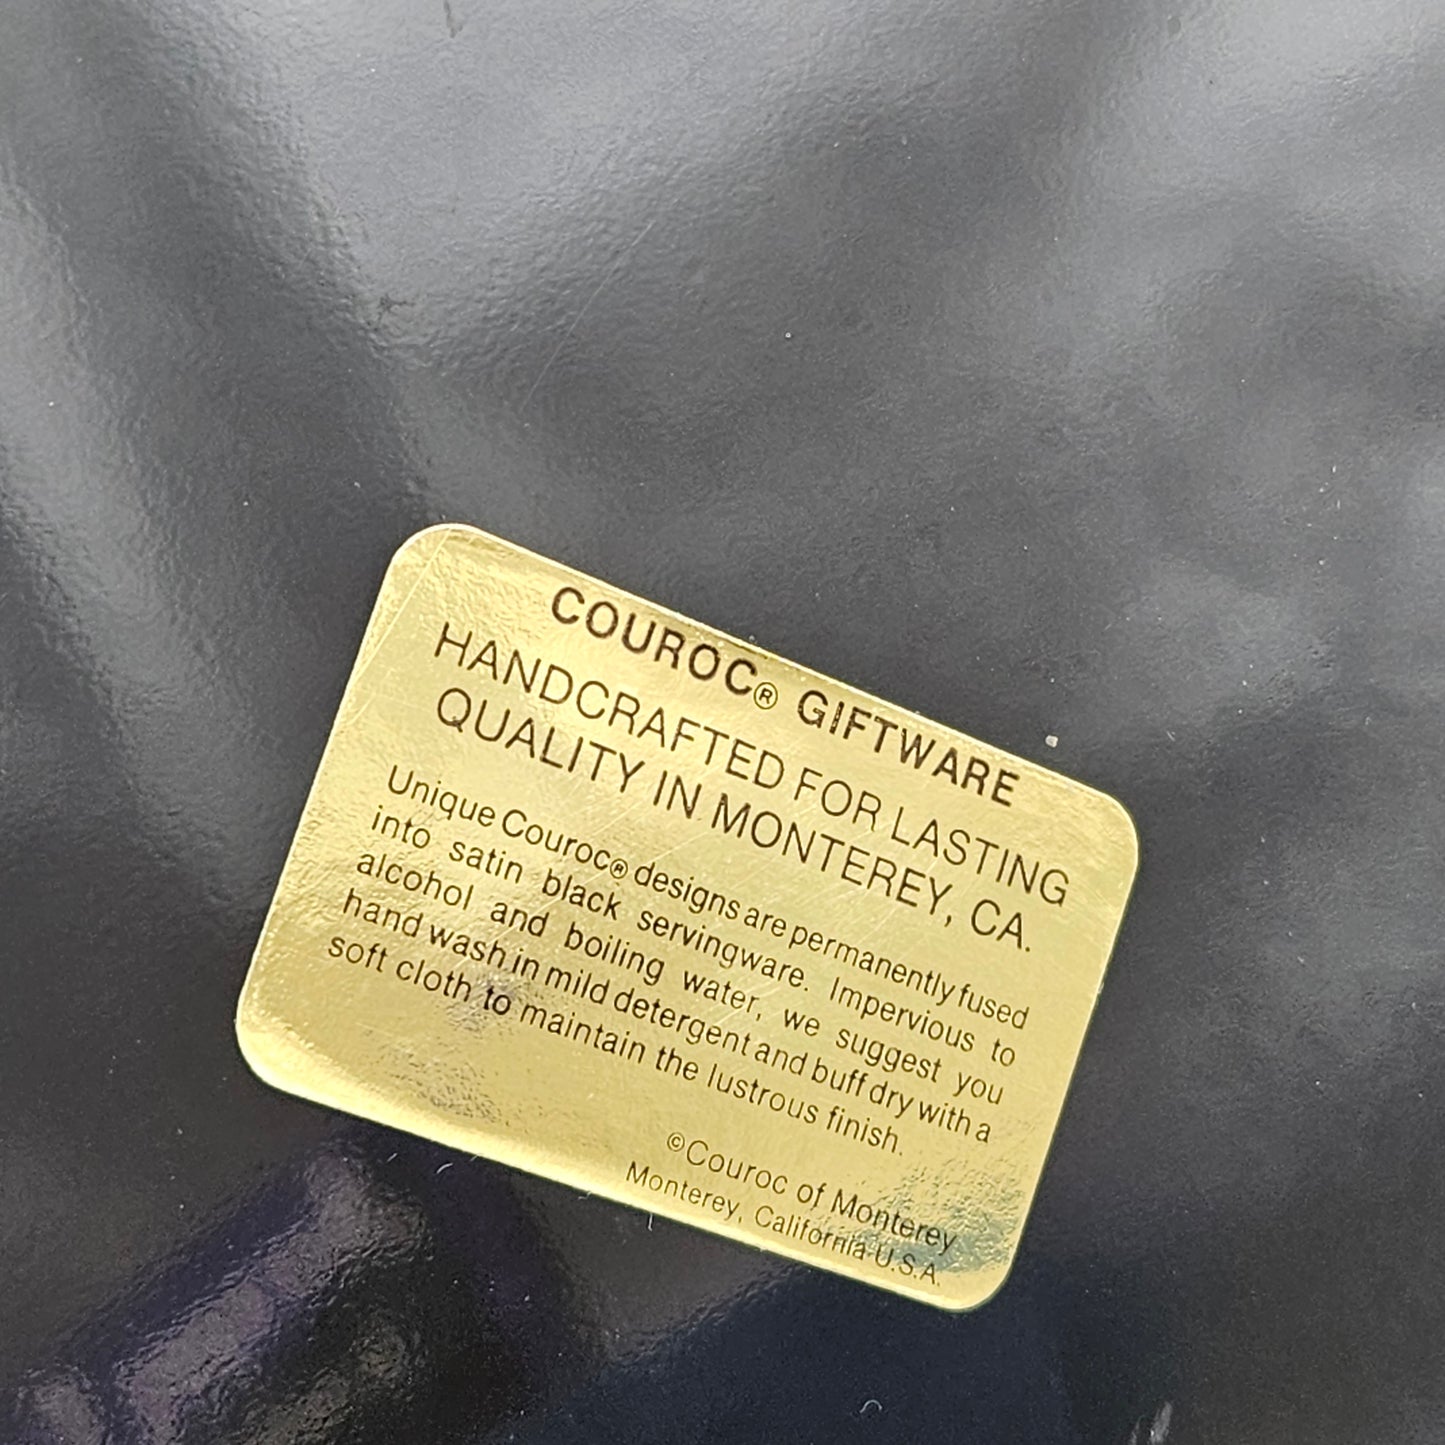 COUROC® GIFTWARE
HANDCRAFTED FOR LASTING
QUALITY IN MONTEREY, CA.
Unique Couroc® designs are permanently fused
into satin black servingware. Impervious to
alcohol and boiling water, we suggest you
hand wash in mild detergent and buff dry with a
soft cloth to maintain the lustrous finish.
©Couroc of Monterey
Monterey, California U.S.A.